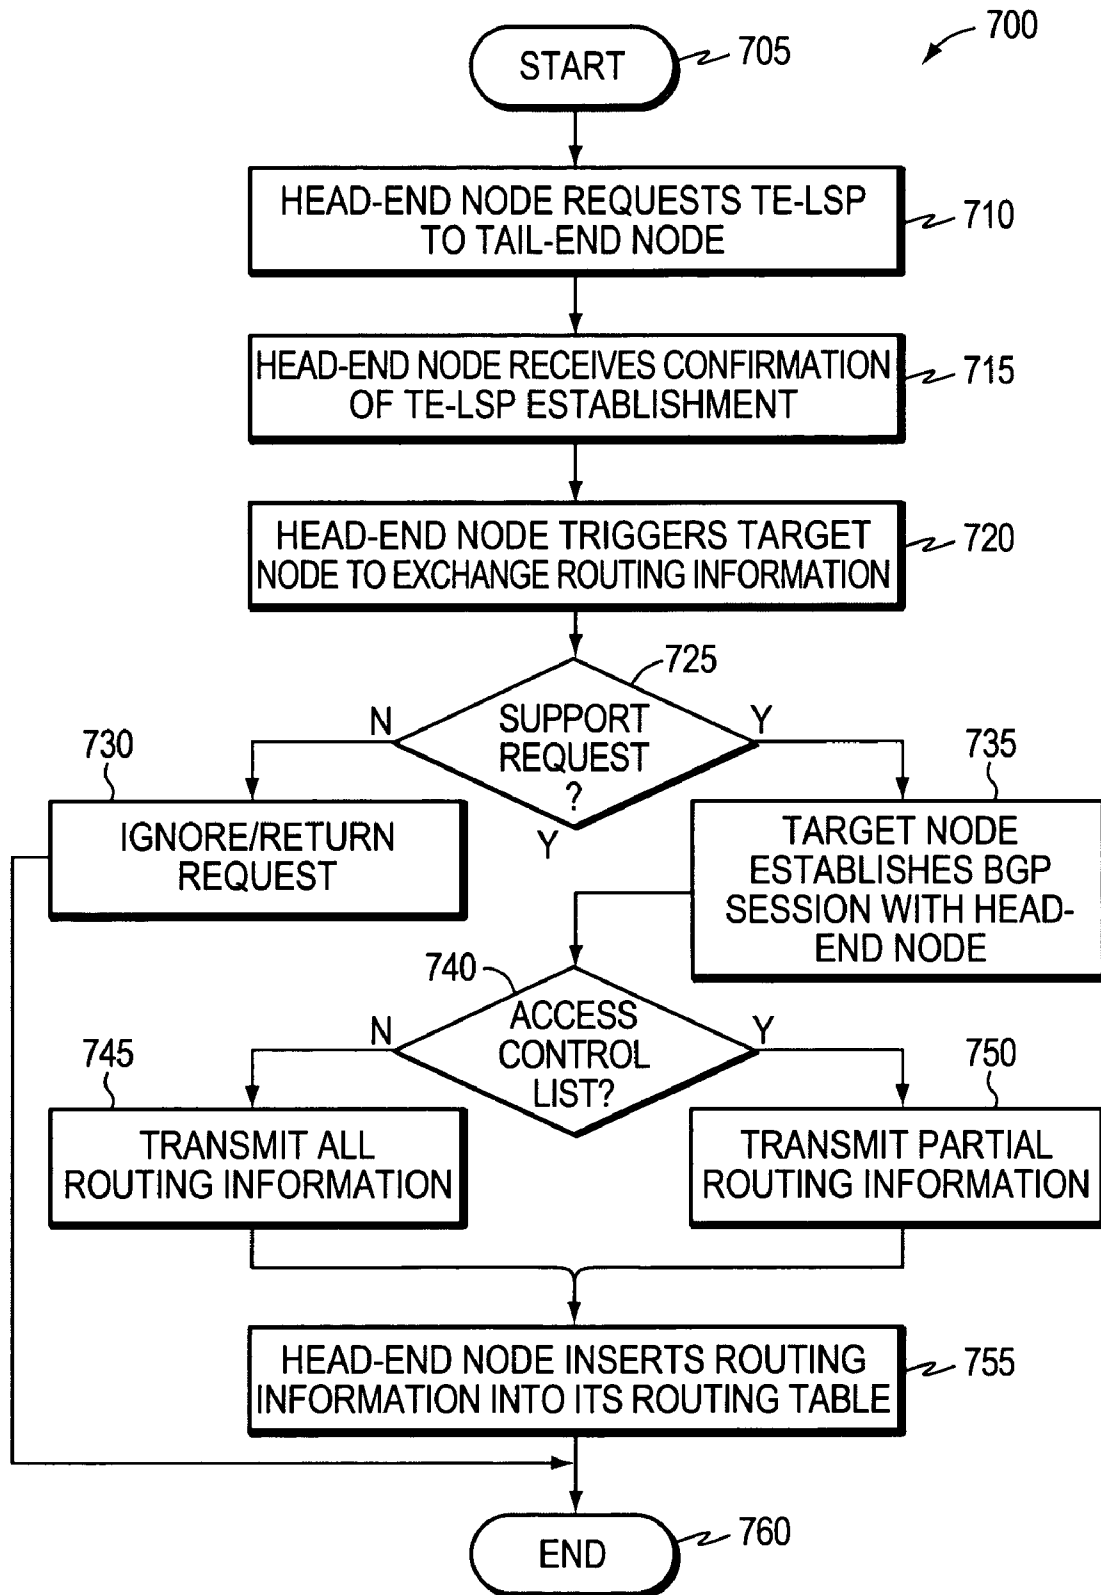 700
START
705
HEAD-END NODE REQUESTS TE-LSP
TO TAIL-END NODE
710
HEAD-END NODE RECEIVES CONFIRMATION
OF TE-LSP ESTABLISHMENT
715
HEAD-END NODE TRIGGERS TARGET
NODE TO EXCHANGE ROUTING INFORMATION
720
725
SUPPORT
REQUEST
?
N
Y
Y
730
IGNORE/RETURN
REQUEST
735
TARGET NODE
ESTABLISHES BGP
SESSION WITH HEAD-
END NODE
740
ACCESS
CONTROL
LIST?
N
Y
745
TRANSMIT ALL
ROUTING INFORMATION
750
TRANSMIT PARTIAL
ROUTING INFORMATION
HEAD-END NODE INSERTS ROUTING
INFORMATION INTO ITS ROUTING TABLE
755
END
760